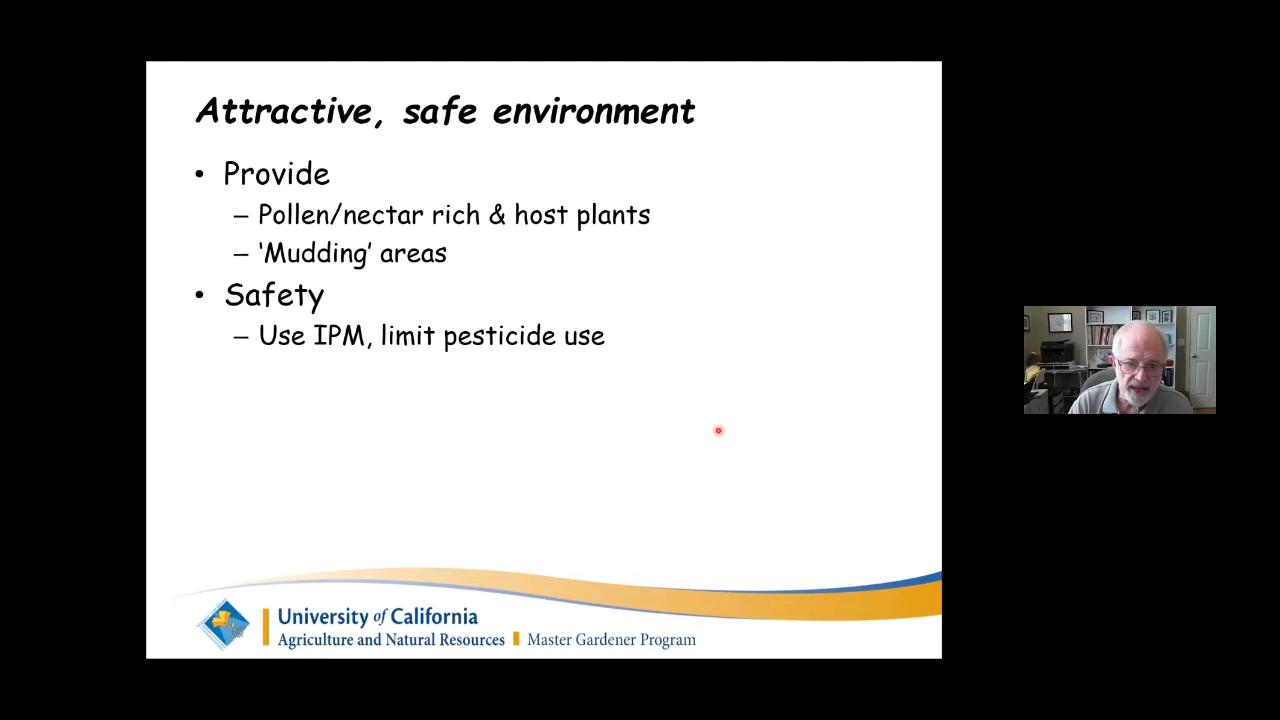 Attractive, safe environment
• Provide
– Pollen/nectar rich & host plants
– ‘Mudding’ areas
• Safety
– Use IPM, limit pesticide use
University of California
Agriculture and Natural Resources Master Gardener Program